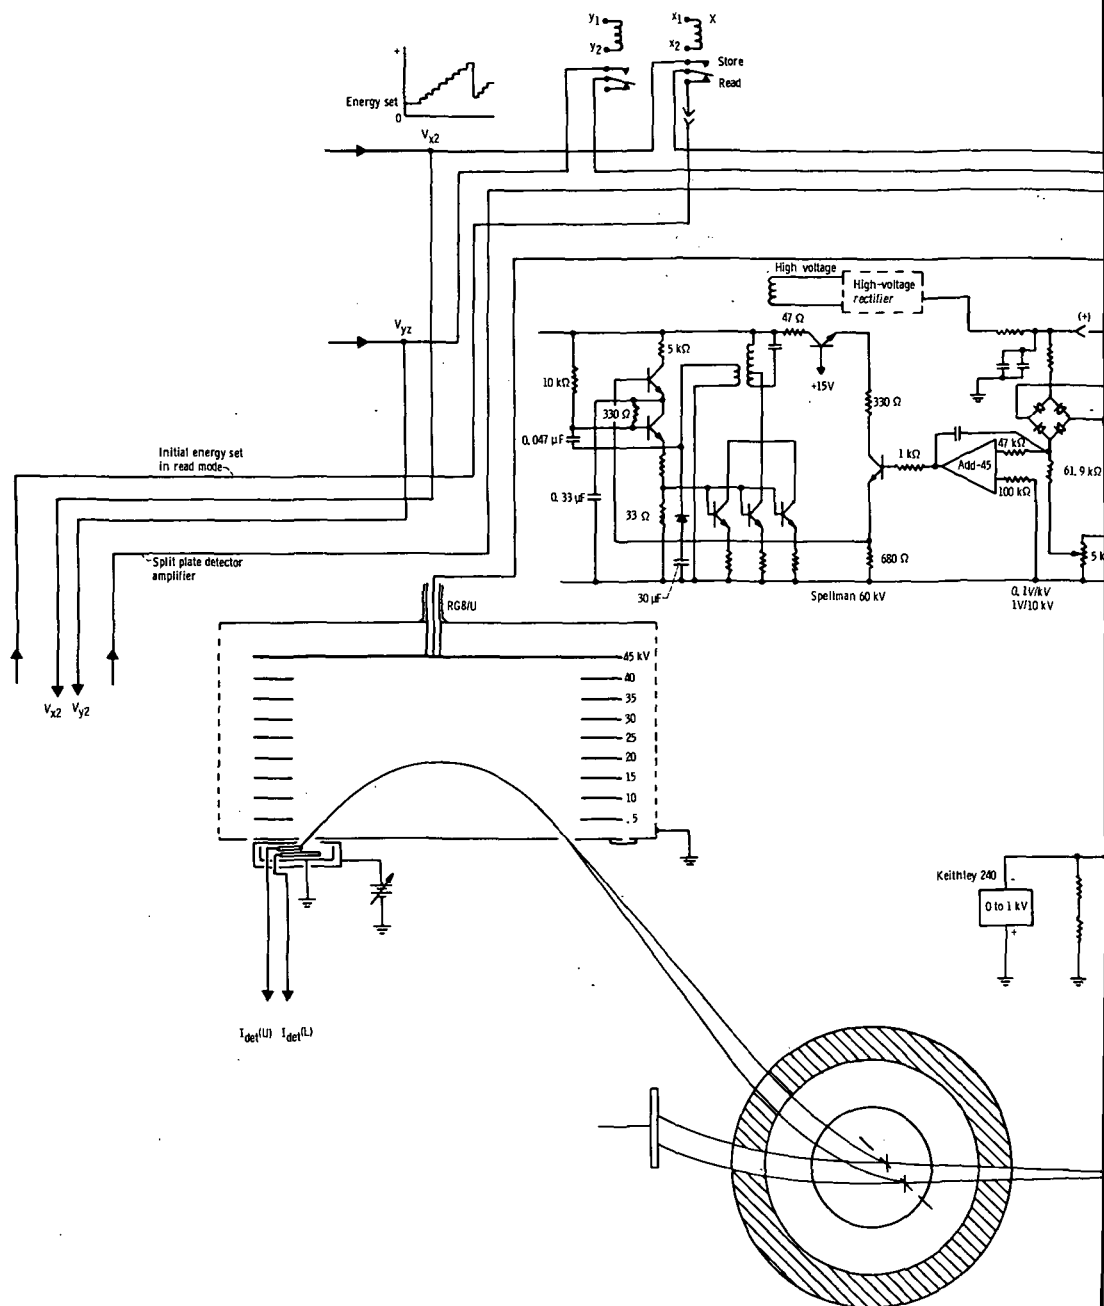 y1
y2
x1
X
x2
Store
Read
+
Energy set
0
Vx2
High voltage
High-voltage
rectifier
(+)
47 Ω
Vyz
5 kΩ
+15V
10 kΩ
330 Ω
330 Ω
0.047 µF
47 kΩ
1 kΩ
Add-45
61.9 kΩ
100 kΩ
Initial energy set
in read mode
0.33 µF
33 Ω
680 Ω
5 k
Split plate detector
amplifier
30 µF
Spellman 60 kV
0.1V/kV
1V/10 kV
RG8/U
45 kV
40
35
30
25
20
15
10
.5
Vx2
Vy2
Keithley 240
-
0 to 1 kV
+
Idet(U)
Idet(L)